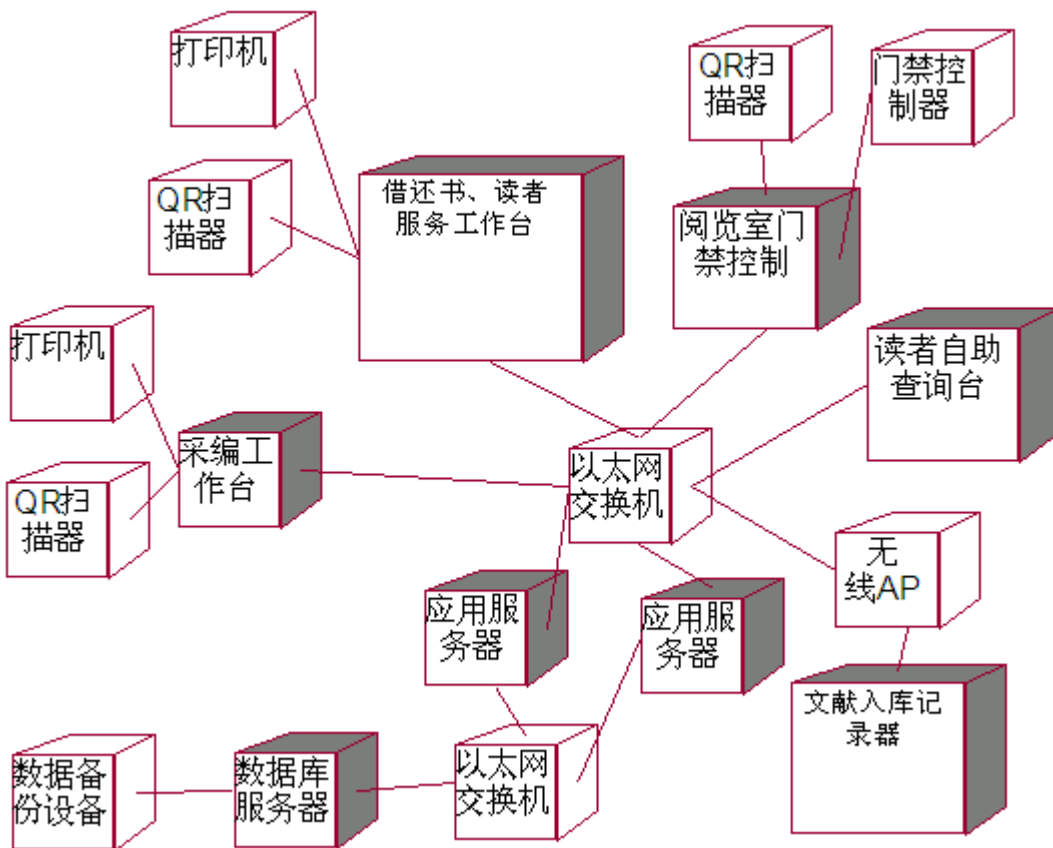 打印机
QR扫
描器
门禁控
制器
QR扫
描器
借还书、读者
服务工作台
阅览室门
禁控制
打印机
读者自助
查询台
采编工
作台
以太网
交换机
QR扫
描器
无
线AP
应用服
务器
应用服
务器
文献入库记
录器
数据备
份设备
数据库
服务器
以太网
交换机